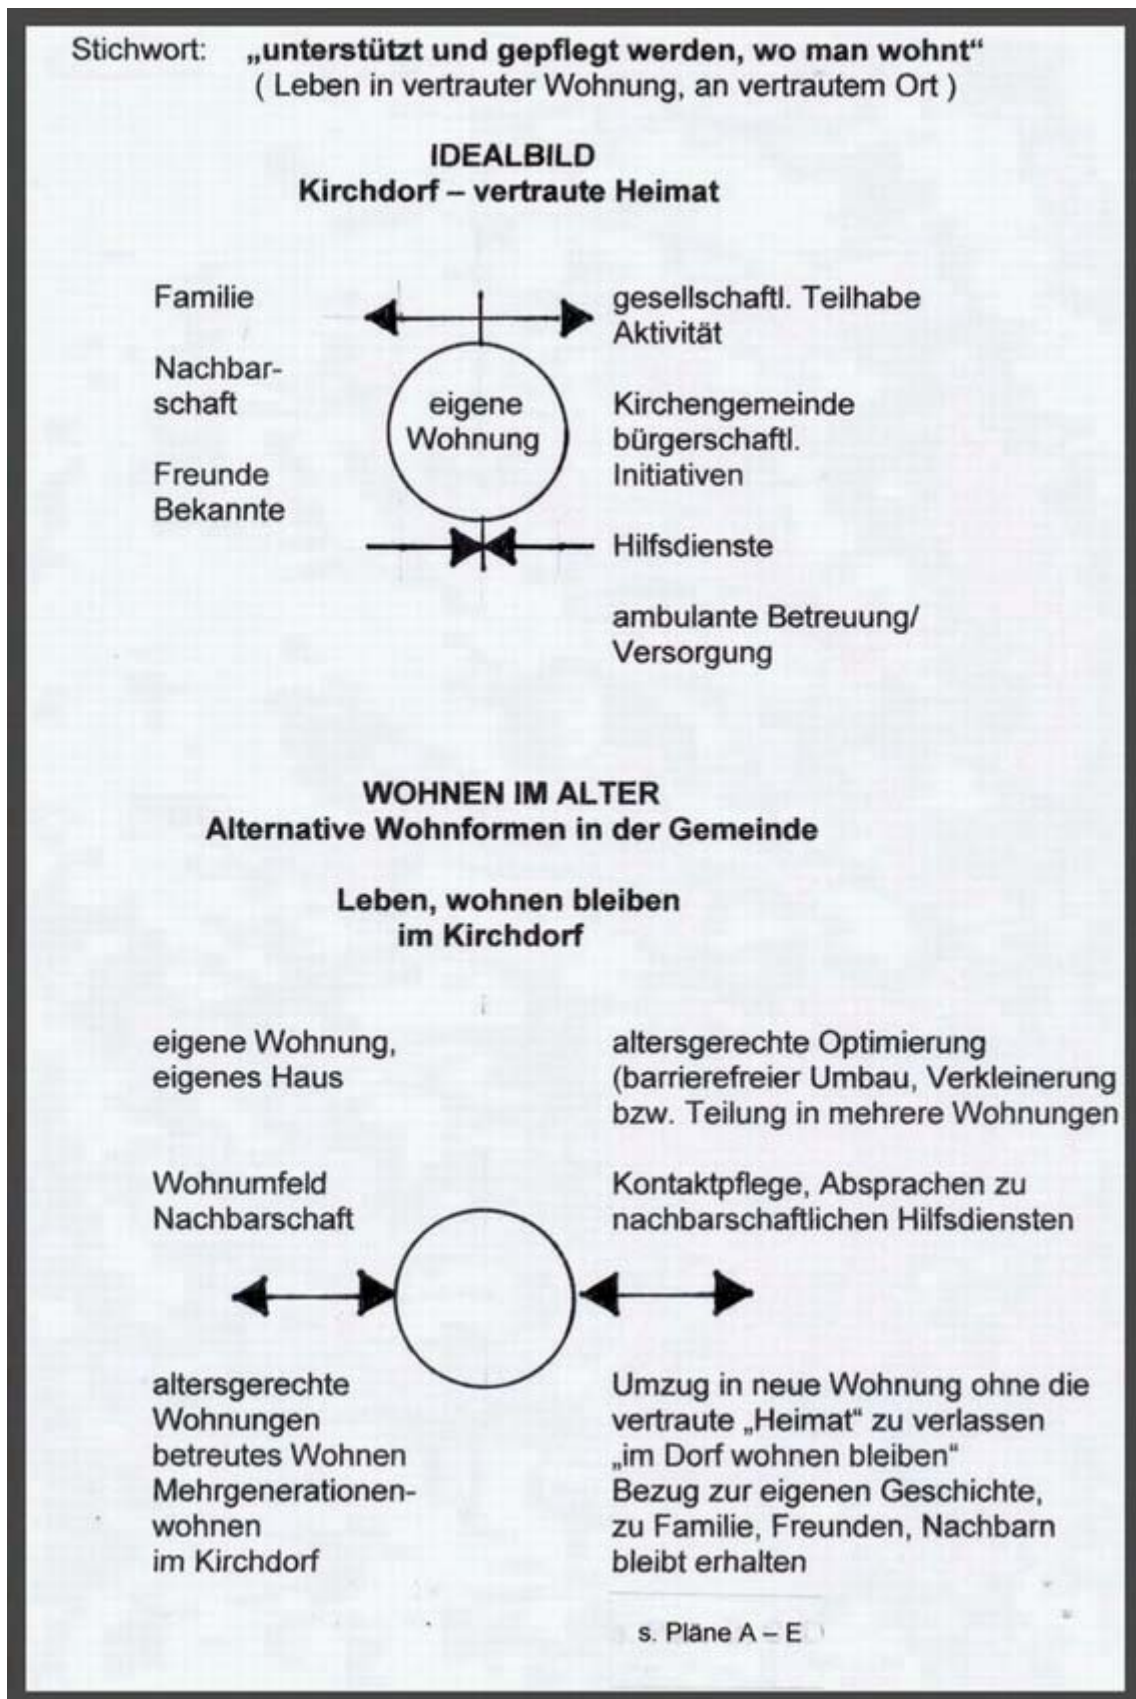 Stichwort: „unterstützt und gepflegt werden, wo man wohnt“
( Leben in vertrauter Wohnung, an vertrautem Ort )
IDEALBILD
Kirchdorf – vertraute Heimat
Familie
Nachbar-
schaft
Freunde
Bekannte
eigene
Wohnung
gesellschaftl. Teilhabe
Aktivität
Kirchengemeinde
bürgerschaftl.
Initiativen
Hilfsdienste
ambulante Betreuung/
Versorgung
WOHNEN IM ALTER
Alternative Wohnformen in der Gemeinde
Leben, wohnen bleiben
im Kirchdorf
eigene Wohnung,
eigenes Haus
altersgerechte Optimierung
(barrierefreier Umbau, Verkleinerung
bzw. Teilung in mehrere Wohnungen
Wohnumfeld
Nachbarschaft
Kontaktpflege, Absprachen zu
nachbarschaftlichen Hilfsdiensten
altersgerechte
Wohnungen
betreutes Wohnen
Mehrgenerationen-
wohnen
im Kirchdorf
Umzug in neue Wohnung ohne die
vertraute „Heimat“ zu verlassen
„im Dorf wohnen bleiben“
Bezug zur eigenen Geschichte,
zu Familie, Freunden, Nachbarn
bleibt erhalten
s. Pläne A – E